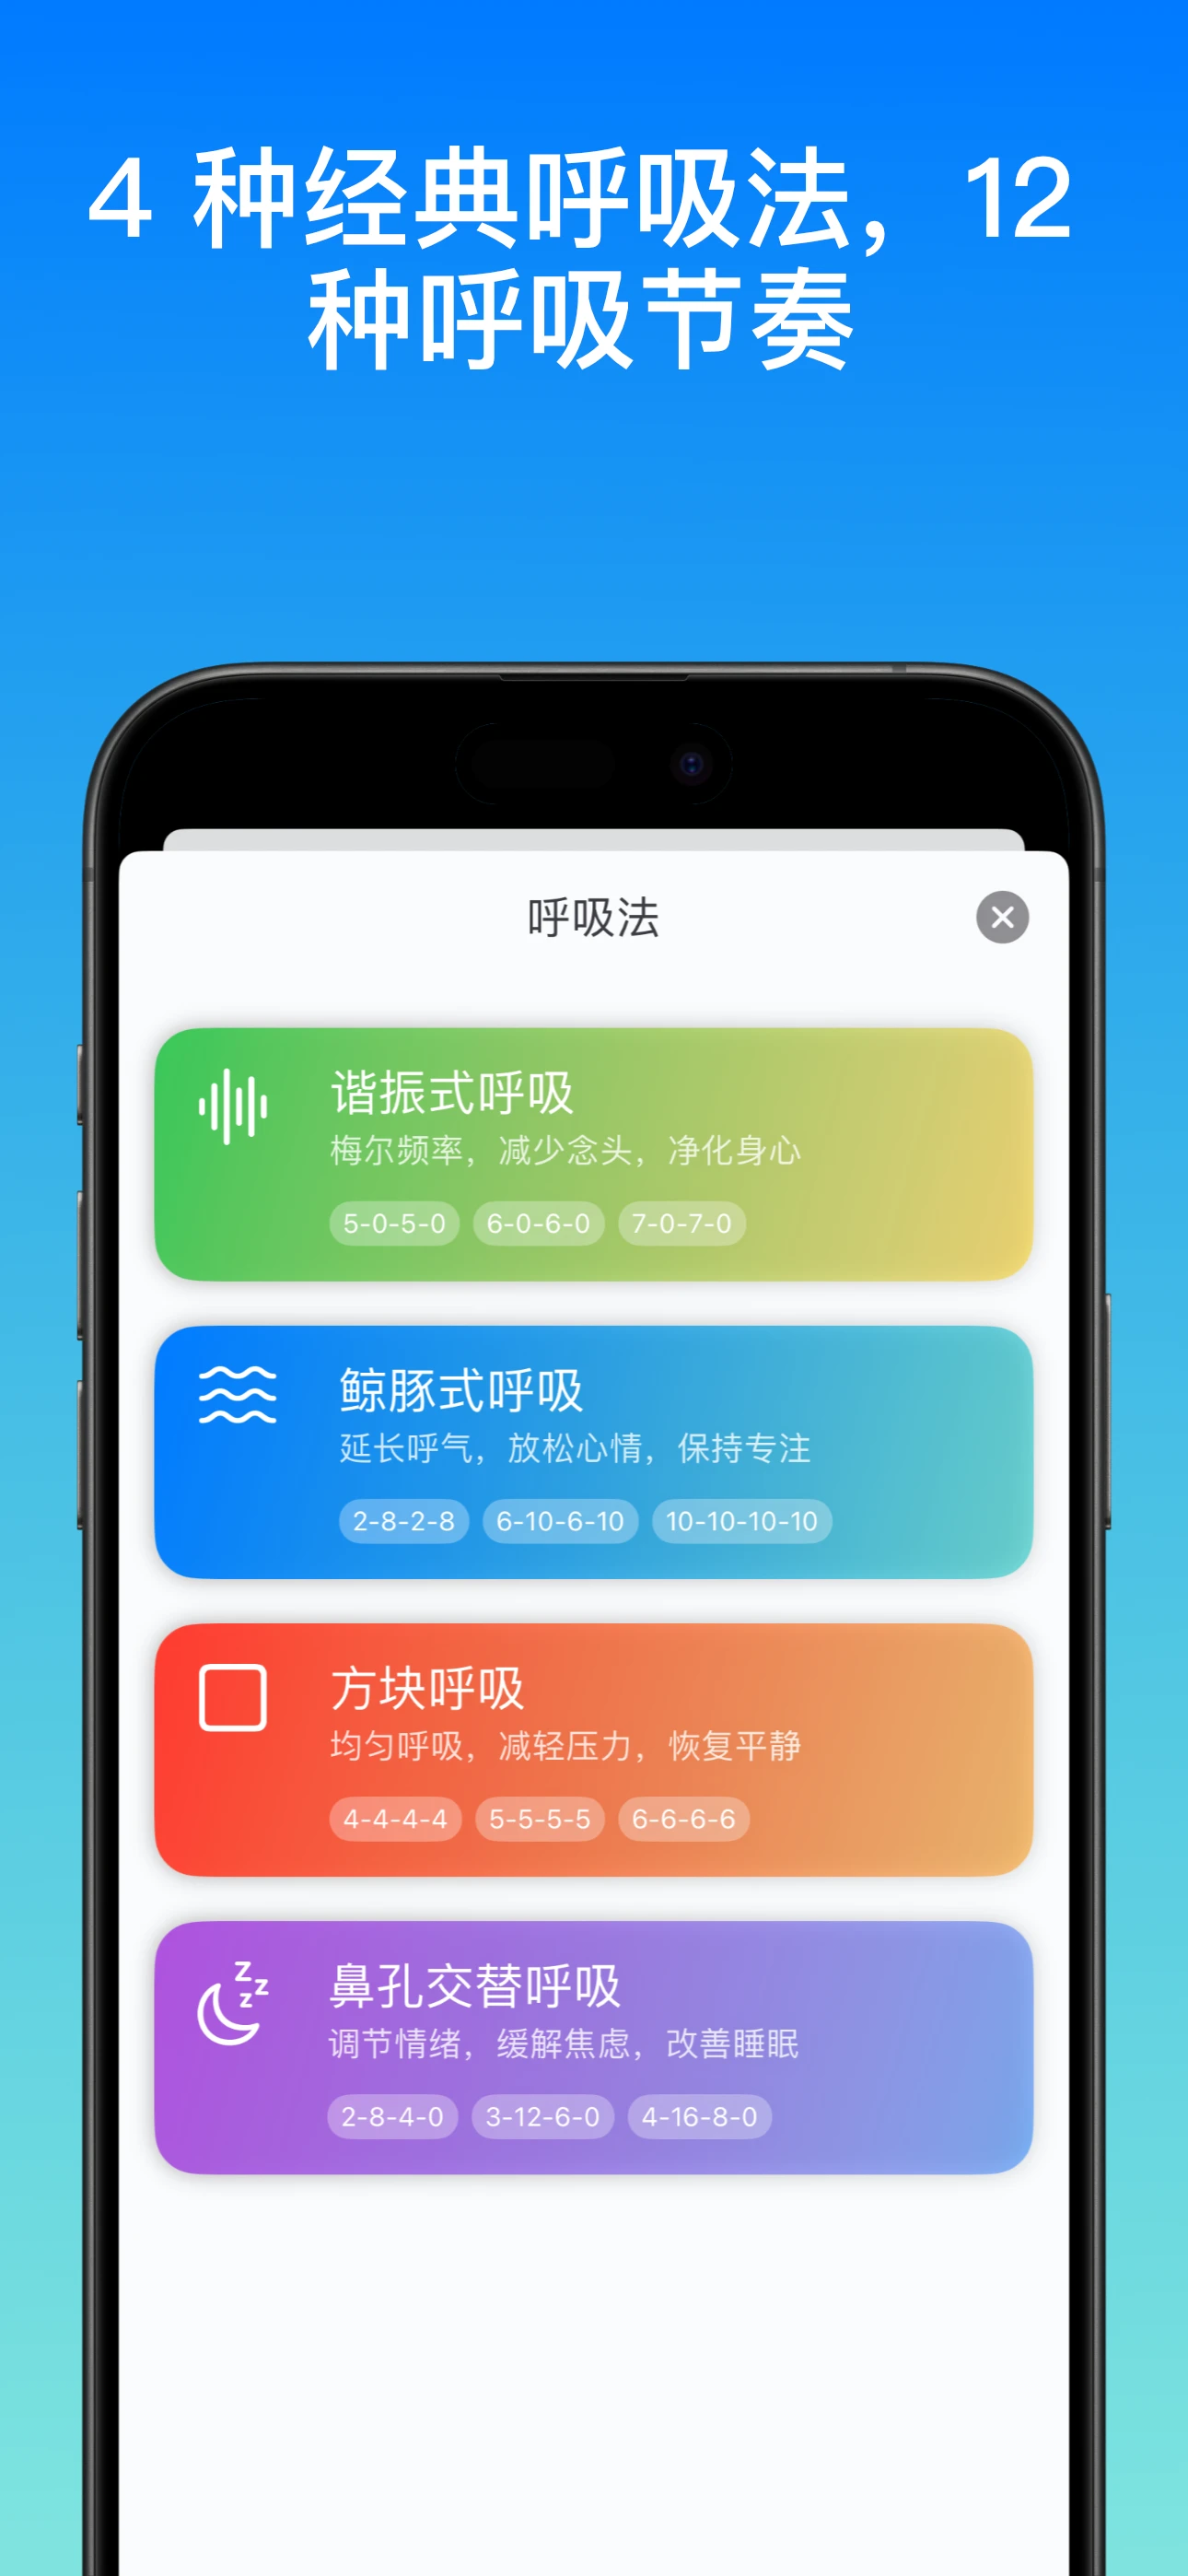 4 种经典呼吸法，12
种呼吸节奏
呼吸法
谐振式呼吸
梅尔频率，减少念头，净化身心
5-0-5-0 6-0-6-0 7-0-7-0
鲸豚式呼吸
延长呼气，放松心情，保持专注
2-8-2-8 6-10-6-10 10-10-10-10
方块呼吸
均匀呼吸，减轻压力，恢复平静
4-4-4-4 5-5-5-5 6-6-6-6
z z z
鼻孔交替呼吸
调节情绪，缓解焦虑，改善睡眠
2-8-4-0 3-12-6-0 4-16-8-0